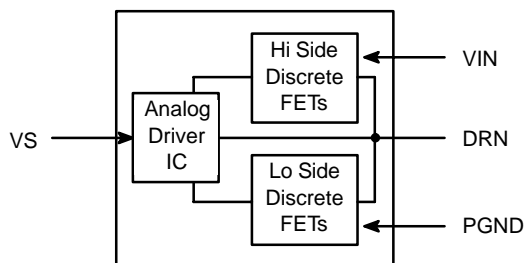 Hi Side
Discrete
FETs
VIN
Analog
Driver
IC
VS
DRN
Lo Side
Discrete
FETs
PGND